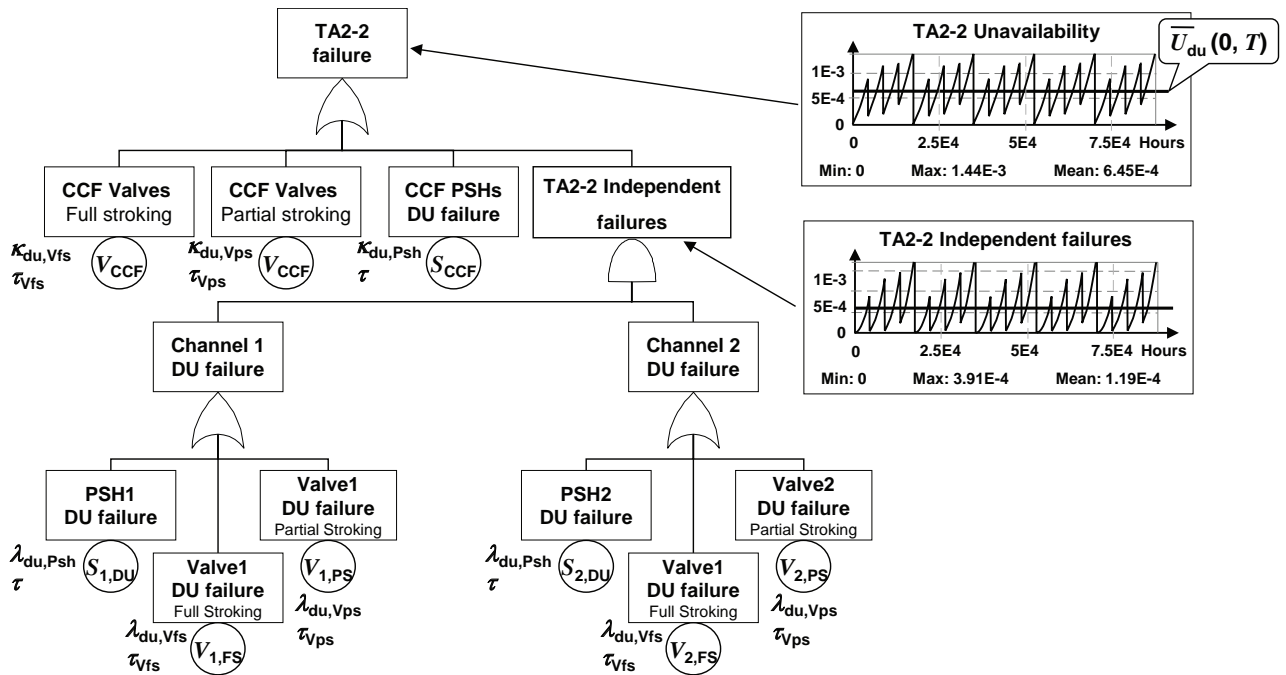 TA2-2
failure
TA2-2 Unavailability
U̅du (0, T)
1E-3
5E-4
0
0 2.5E4 5E4 7.5E4 Hours
Min: 0 Max: 1.44E-3 Mean: 6.45E-4
CCF Valves
Full stroking
κdu,Vfs
τVfs
VCCF
CCF Valves
Partial stroking
κdu,Vps
τVps
VCCF
CCF PSHs
DU failure
κdu,Psh
τ
SCCF
TA2-2 Independent
failures
TA2-2 Independent failures
1E-3
5E-4
0
0 2.5E4 5E4 7.5E4 Hours
Min: 0 Max: 3.91E-4 Mean: 1.19E-4
Channel 1
DU failure
Channel 2
DU failure
PSH1
DU failure
λdu,Psh
τ
S1,DU
Valve1
DU failure
Full Stroking
λdu,Vfs
τVfs
V1,FS
Valve1
DU failure
Partial Stroking
V1,PS
λdu,Vps
τVps
PSH2
DU failure
λdu,Psh
τ
S2,DU
Valve1
DU failure
Full Stroking
λdu,Vfs
τVfs
V2,FS
Valve2
DU failure
Partial Stroking
V2,PS
λdu,Vps
τVps